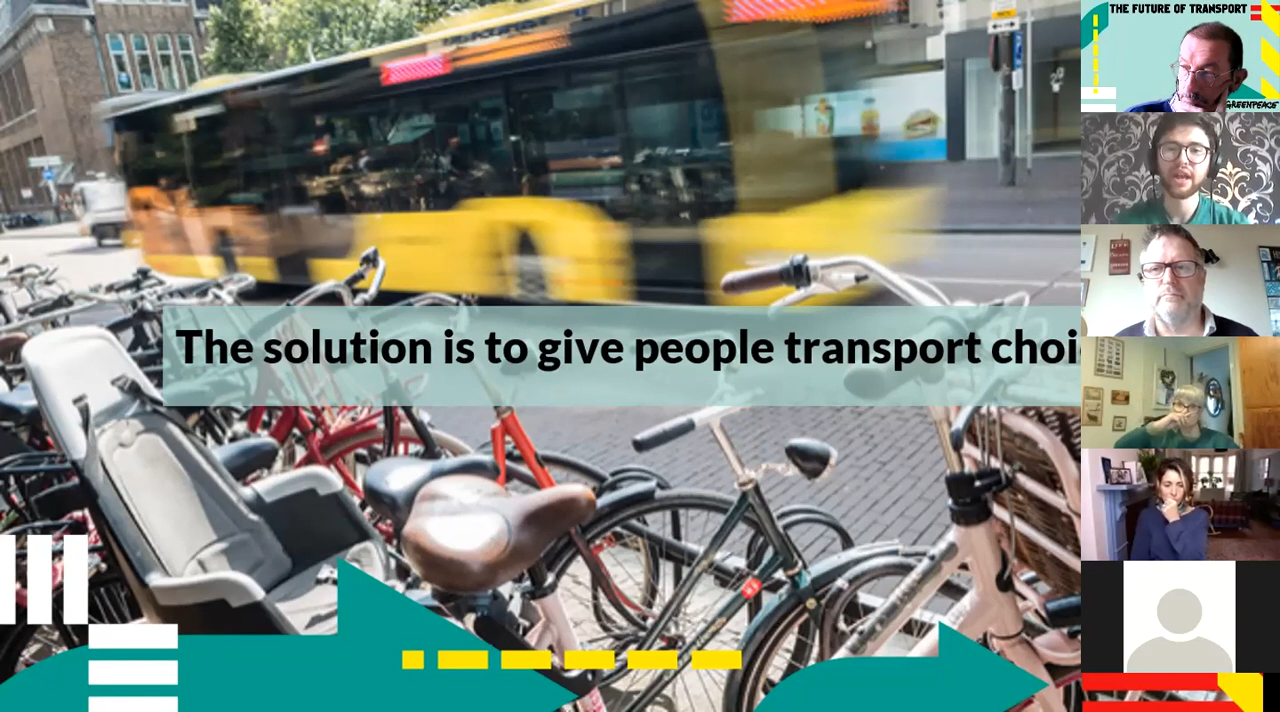 The solution is to give people transport choi
THE FUTURE OF TRANSPORT
GREENPEACE